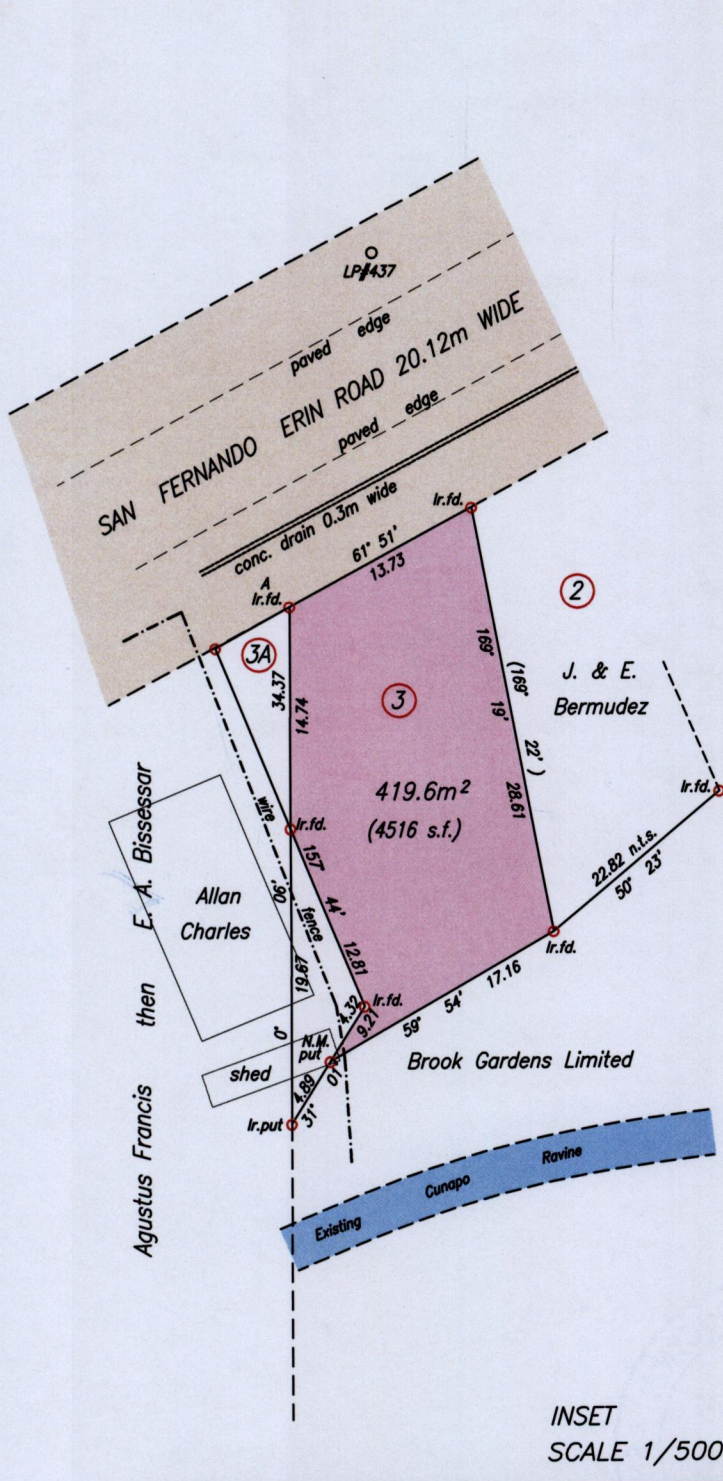 LP#437
paved edge
SAN FERNANDO ERIN ROAD 20.12m WIDE
paved edge
conc. drain 0.3m wide
Ir.fd.
61° 51'
13.73
A
Ir.fd.
3A
2
3
34.37
14.74
169° 19'
(169° 22')
28.61
J. & E.
Bermudez
419.6m²
(4516 s.f.)
Ir.fd.
22.82 n.t.s.
50° 23'
Ir.fd.
Ir.fd.
wire fence
157° 44'
12.81
Allan
Charles
0° 06'
19.67
Ir.fd.
4.32
9.21
17.16
59° 54'
N.M.
put
shed
4.89
31° 01'
Ir.put
Brook Gardens Limited
Agustus Francis then E. A. Bissessar
Existing Cunapo Ravine
INSET
SCALE 1/500